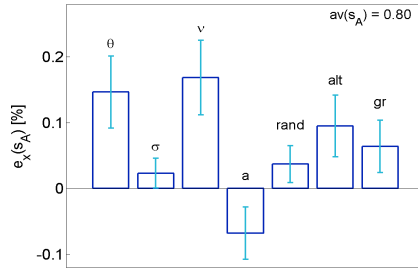 av(s_A) = 0.80
θ
ν
alt
0.2
gr
rand
σ
0.1
a
0
-0.1
e_x(s_A) [%]